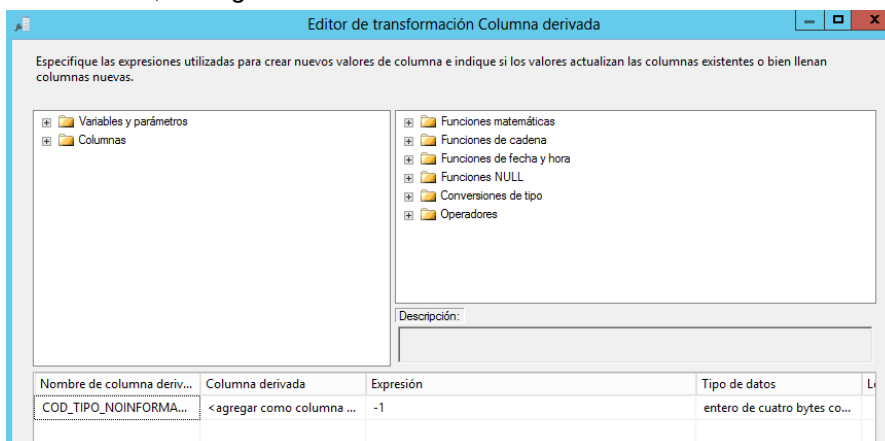 Editor de transformación Columna derivada
Especifique las expresiones utilizadas para crear nuevos valores de columna e indique si los valores actualizan las columnas existentes o bien llenan
columnas nuevas.
Variables y parámetros
Columnas
Funciones matemáticas
Funciones de cadena
Funciones de fecha y hora
Funciones NULL
Conversiones de tipo
Operadores
Descripción:
Nombre de columna deriv... Columna derivada Expresión Tipo de datos
COD_TIPO_NOINFORMA... <agregar como columna ... -1 entero de cuatro bytes co...